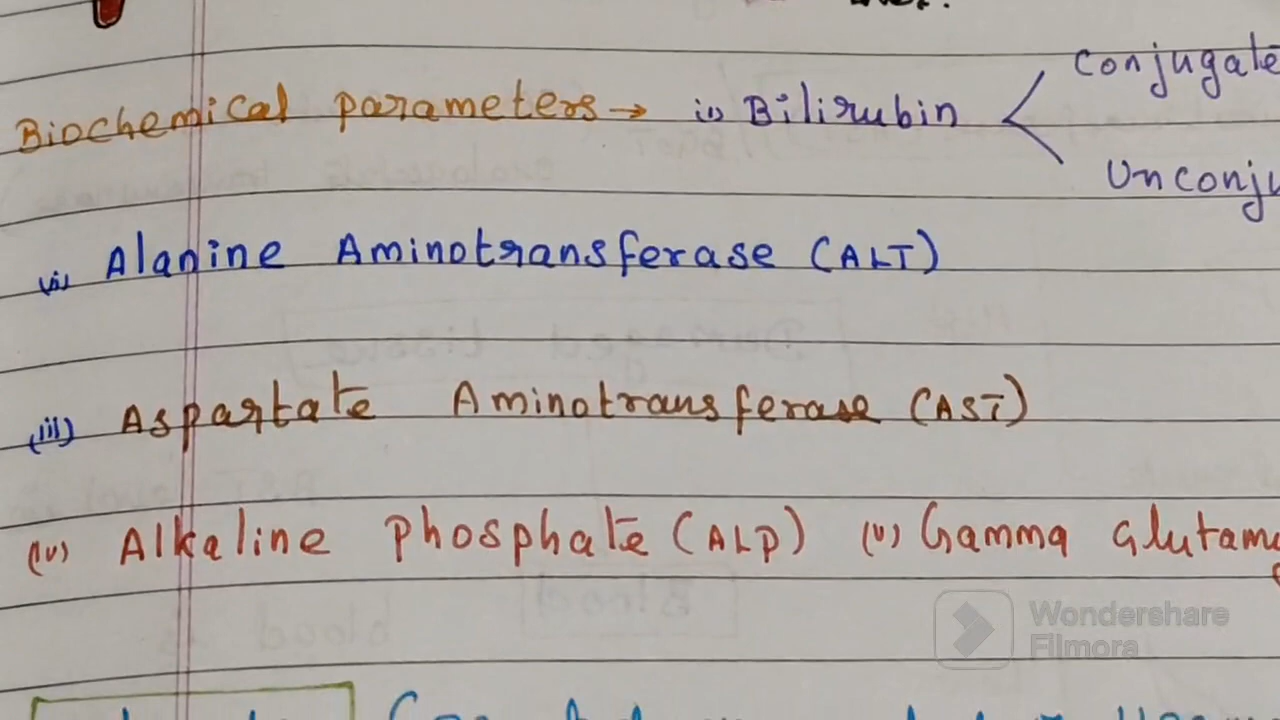 Conjugate
Biochemical parameters → (i) Bilirubin
Unconju
(ii) Alanine Aminotransferase (ALT)
(iii) Aspartate Aminotransferase (AST)
(iv) Alkaline Phosphate (ALP) (v) Gamma Glutam
Wondershare
Filmora